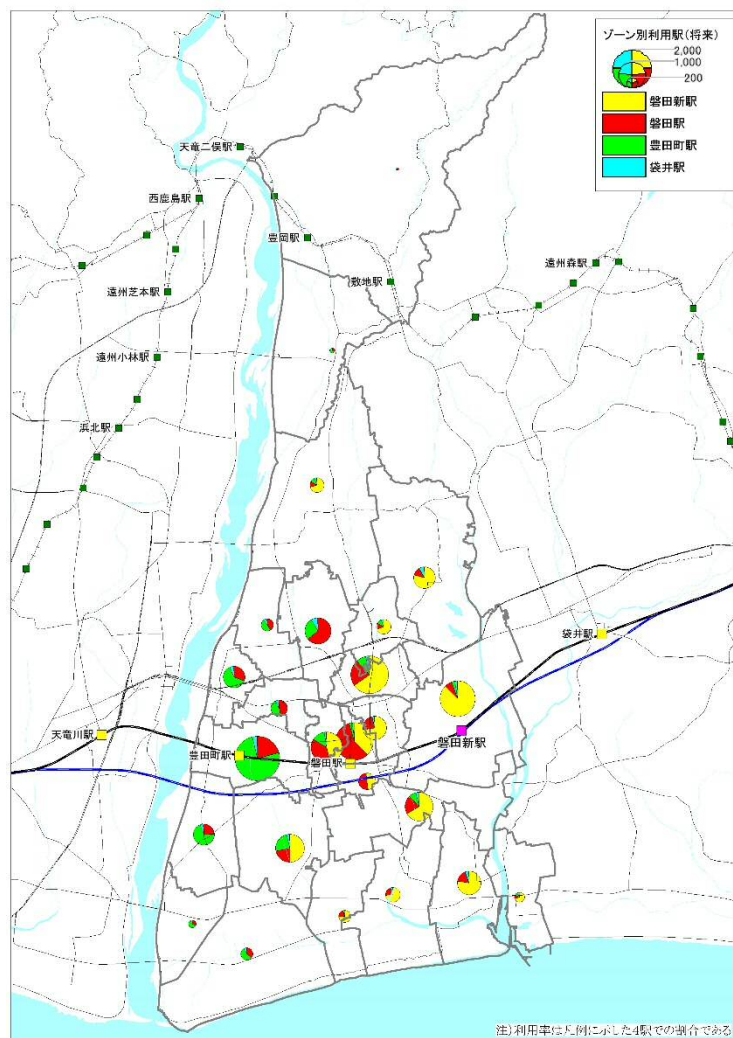 ゾーン別利用駅(将来)
2,000
1,000
200
磐田新駅
磐田駅
豊田町駅
袋井駅
天竜二俣駅
西鹿島駅
豊岡駅
敷地駅
遠州森駅
遠州芝本駅
遠州小林駅
浜北駅
袋井駅
天竜川駅
豊田町駅
磐田駅
磐田新駅
注)利用率は凡例に示した4駅での割合である